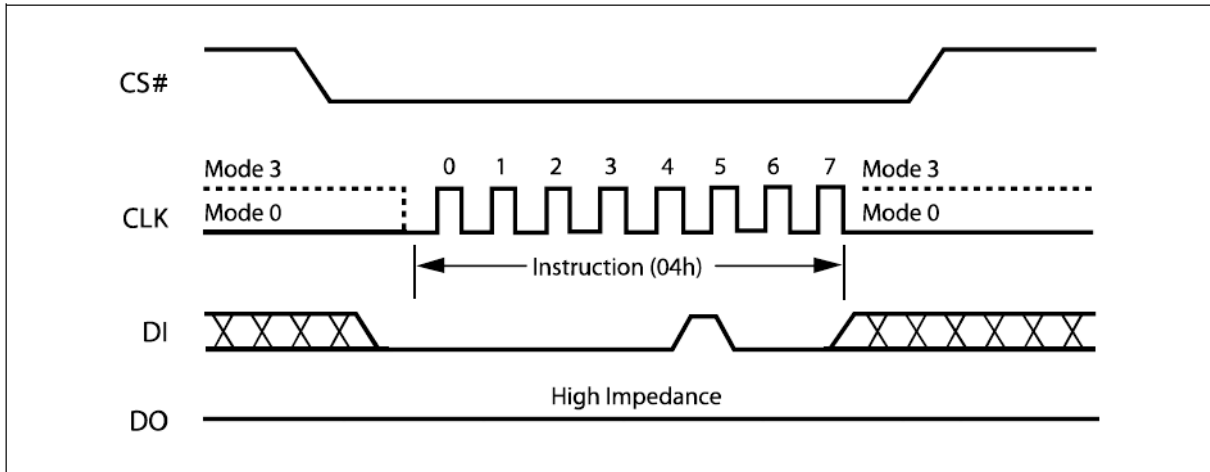 CS#
Mode 3
0 1 2 3 4 5 6 7
Mode 3
CLK
Mode 0
Mode 0
Instruction (04h)
DI
High Impedance
DO